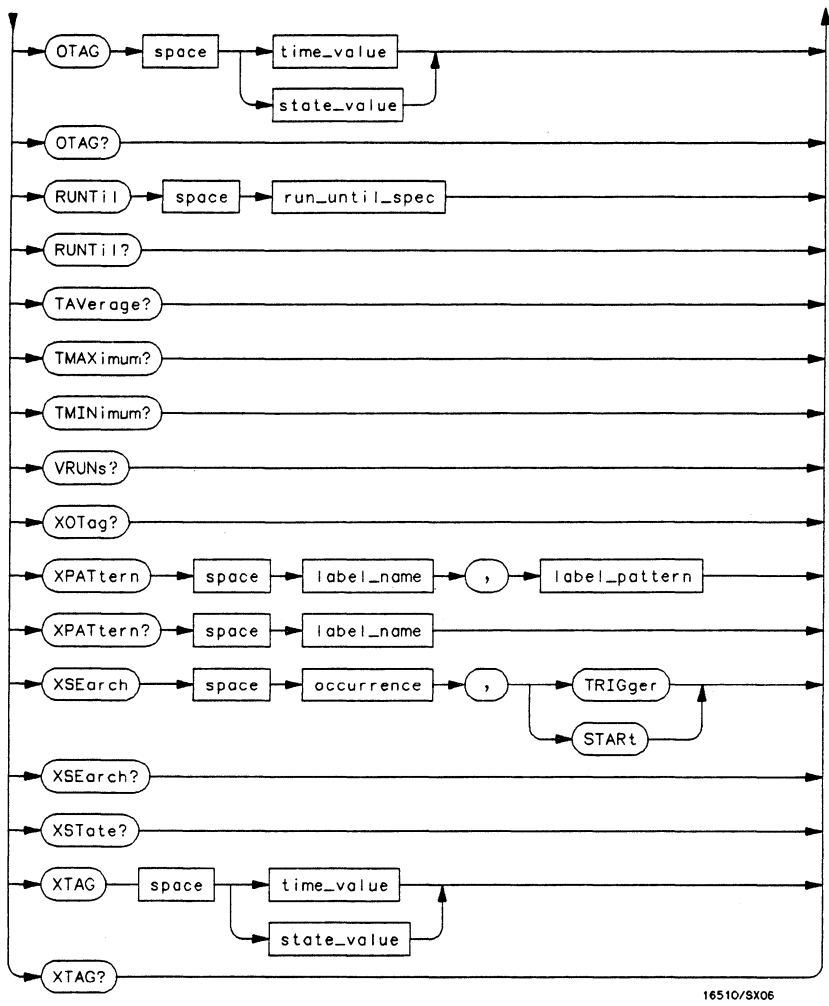 OTAG space time_value
state_value
OTAG?
RUNTil space run_until_spec
RUNTil?
TAVerage?
TMAXimum?
TMINimum?
VRUNs?
XOTag?
XPATtern space label_name , label_pattern
XPATtern? space label_name
XSEarch space occurrence , TRIGger
STARt
XSEarch?
XSTate?
XTAG space time_value
state_value
XTAG?
16510/SX06